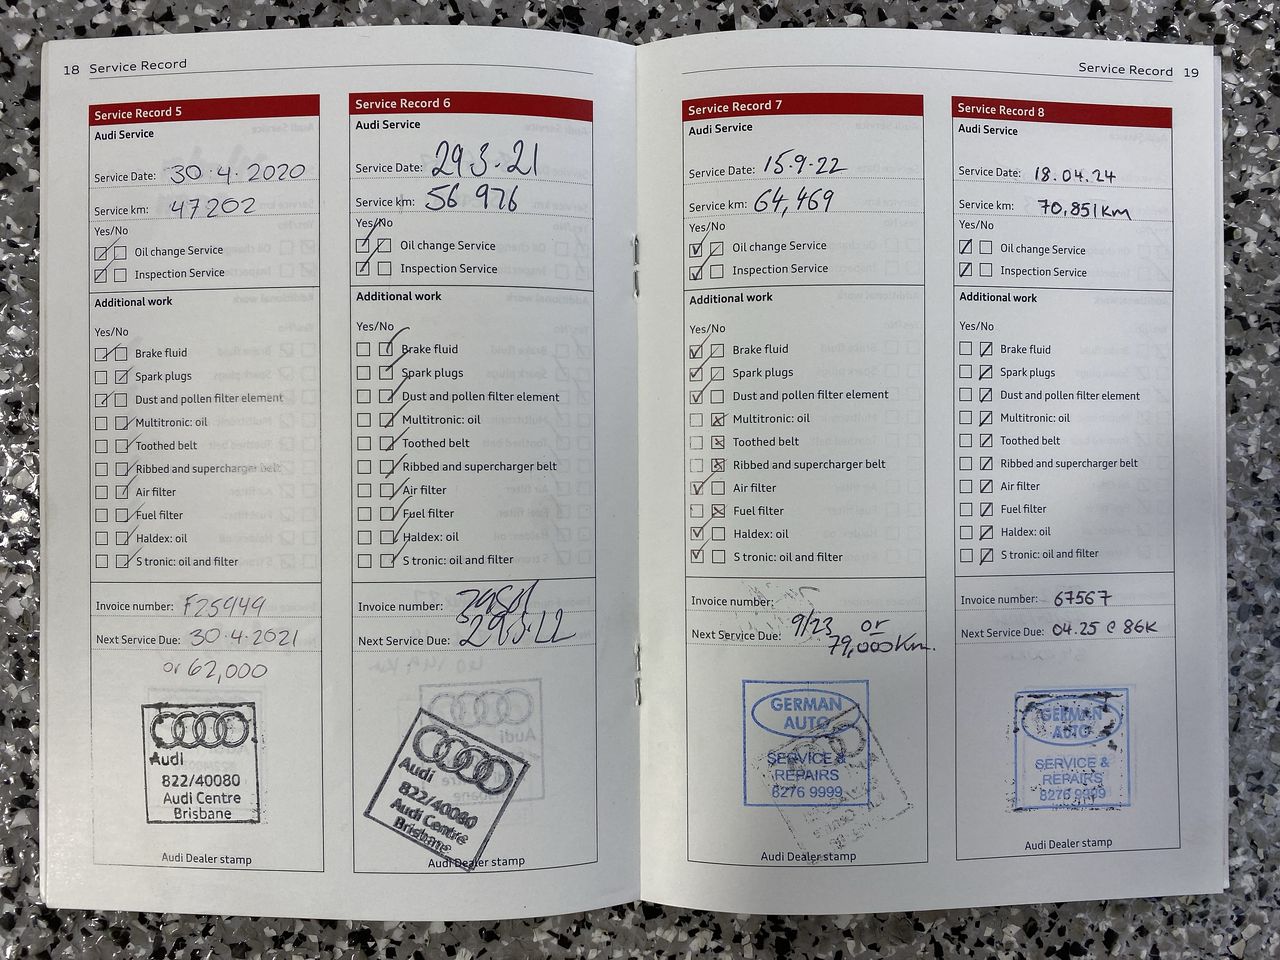 18 Service Record
Service Record 5
Audi Service
Service Date: 30.4.2020
Service km: 47202
Yes/No
Oil change Service
Inspection Service
Additional work
Yes/No
Brake fluid
Spark plugs
Dust and pollen filter element
Multitronic: oil
Toothed belt
Ribbed and supercharger belt
Air filter
Fuel filter
Haldex: oil
S tronic: oil and filter
Invoice number: F25949
Next Service Due: 30.4.2021
or 62,000
Audi
822/40080
Audi Centre
Brisbane
Audi Dealer stamp
Service Record 6
Audi Service
Service Date: 29 3.21
Service km: 56 976
Yes/No
Oil change Service
Inspection Service
Additional work
Yes/No
Brake fluid
Spark plugs
Dust and pollen filter element
Multitronic: oil
Toothed belt
Ribbed and supercharger belt
Air filter
Fuel filter
Haldex: oil
S tronic: oil and filter
Invoice number:
Next Service Due:
Audi
822/40080
Audi Centre
Brisbane
Audi Dealer stamp
Service Record 19
Service Record 7
Audi Service
Service Date: 15.9.22
Service km: 64,469
Yes/No
Oil change Service
Inspection Service
Additional work
Yes/No
Brake fluid
Spark plugs
Dust and pollen filter element
Multitronic: oil
Toothed belt
Ribbed and supercharger belt
Air filter
Fuel filter
Haldex: oil
S tronic: oil and filter
Invoice number:
Next Service Due: 9/23 or
79,000Km.
GERMAN
AUTO
SERVICE &
REPAIRS
8276 9999
Audi Dealer stamp
Service Record 8
Audi Service
Service Date: 18.04.24
Service km: 70,851km
Yes/No
Oil change Service
Inspection Service
Additional work
Yes/No
Brake fluid
Spark plugs
Dust and pollen filter element
Multitronic: oil
Toothed belt
Ribbed and supercharger belt
Air filter
Fuel filter
Haldex: oil
S tronic: oil and filter
Invoice number: 67567
Next Service Due: 04.25 @ 86K
GERMAN
AUTO
SERVICE &
REPAIRS
8276 9999
Audi Dealer stamp